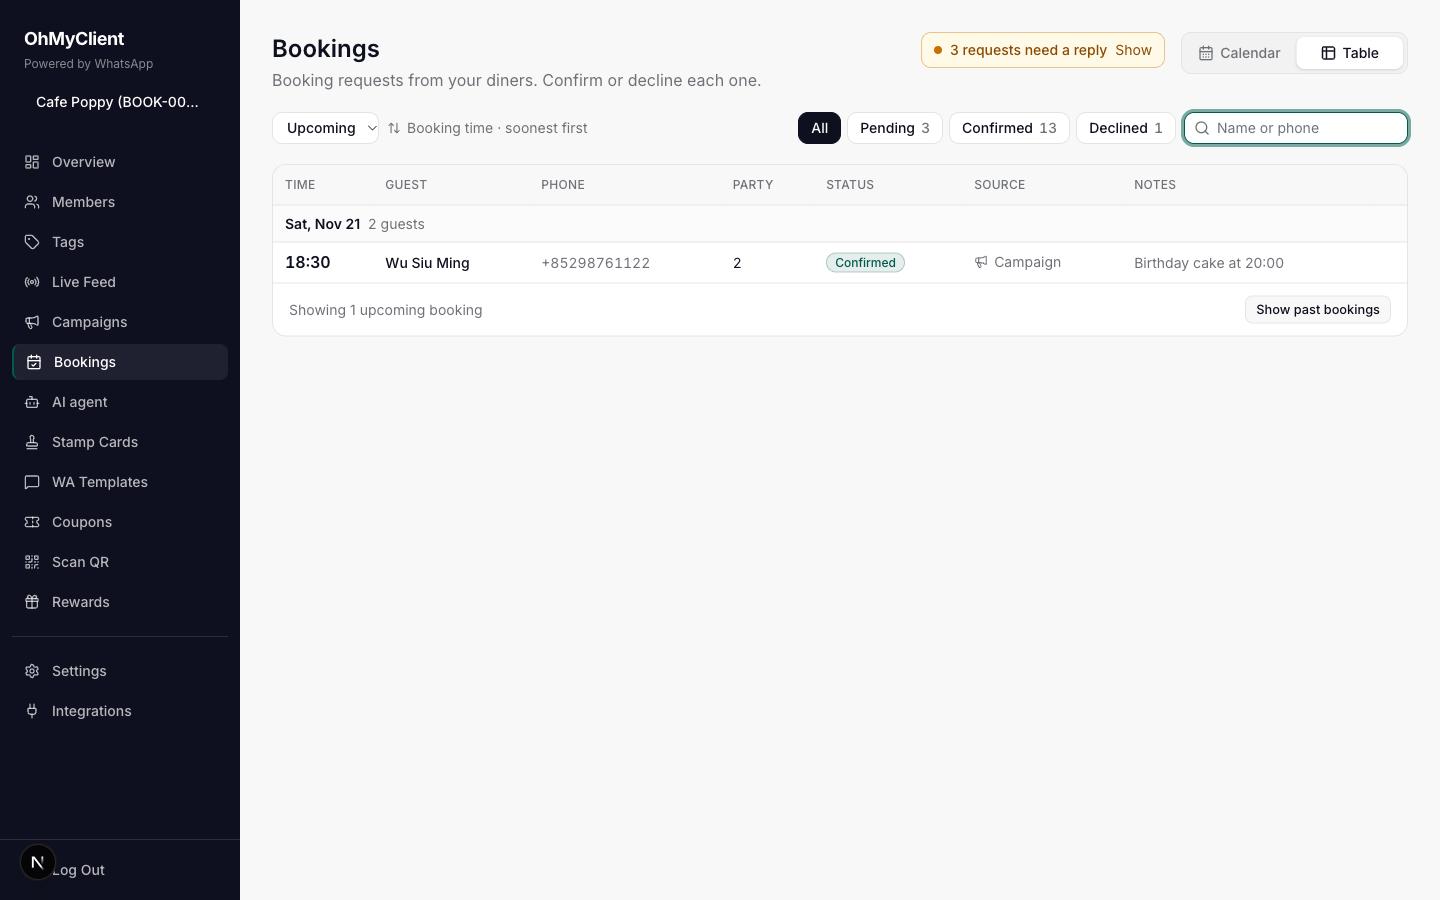 OhMyClient
Powered by WhatsApp
Cafe Poppy (BOOK-00...
Overview
Members
Tags
Live Feed
Campaigns
Bookings
AI agent
Stamp Cards
WA Templates
Coupons
Scan QR
Rewards
Settings
Integrations
N
Log Out
Bookings
Booking requests from your diners. Confirm or decline each one.
3 requests need a reply Show
Calendar
Table
Upcoming
Booking time · soonest first
All
Pending 3
Confirmed 13
Declined 1
Name or phone
TIME GUEST PHONE PARTY STATUS SOURCE NOTES
Sat, Nov 21 2 guests
18:30 Wu Siu Ming +85298761122 2 Confirmed Campaign Birthday cake at 20:00
Showing 1 upcoming booking
Show past bookings